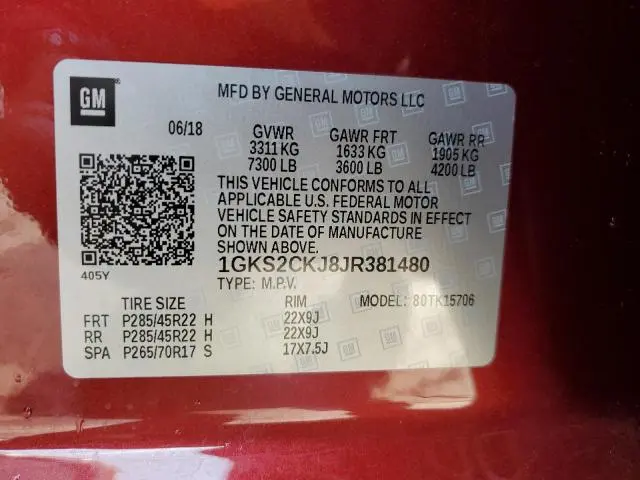 GM
MFD BY GENERAL MOTORS LLC
06/18 GVWR GAWR FRT GAWR RR
3311 KG 1633 KG 1905 KG
7300 LB 3600 LB 4200 LB
THIS VEHICLE CONFORMS TO ALL
APPLICABLE U.S. FEDERAL MOTOR
VEHICLE SAFETY STANDARDS IN EFFECT
ON THE DATE OF MANUFACTURE
SHOWN ABOVE.
1GKS2CKJ8JR381480
405Y
TYPE: M.P.V. MODEL: 80TK15706
TIRE SIZE RIM
FRT P285/45R22 H 22X9J
RR P285/45R22 H 22X9J
SPA P265/70R17 S 17X7.5J